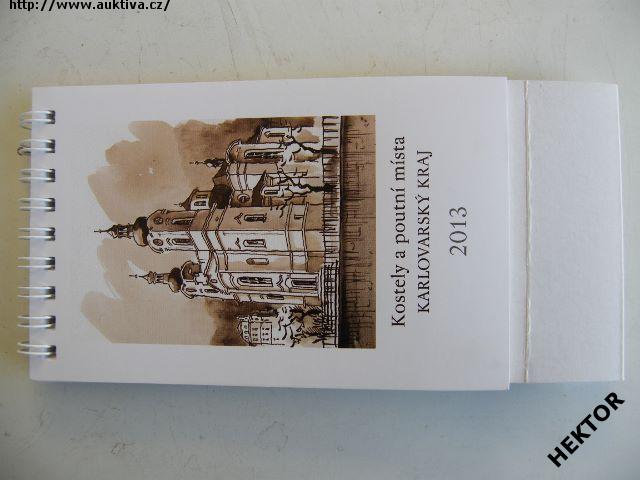 http://www.auktiva.cz/
Kostely a poutní místa
KARLOVARSKÝ KRAJ
2013
HEKTOR